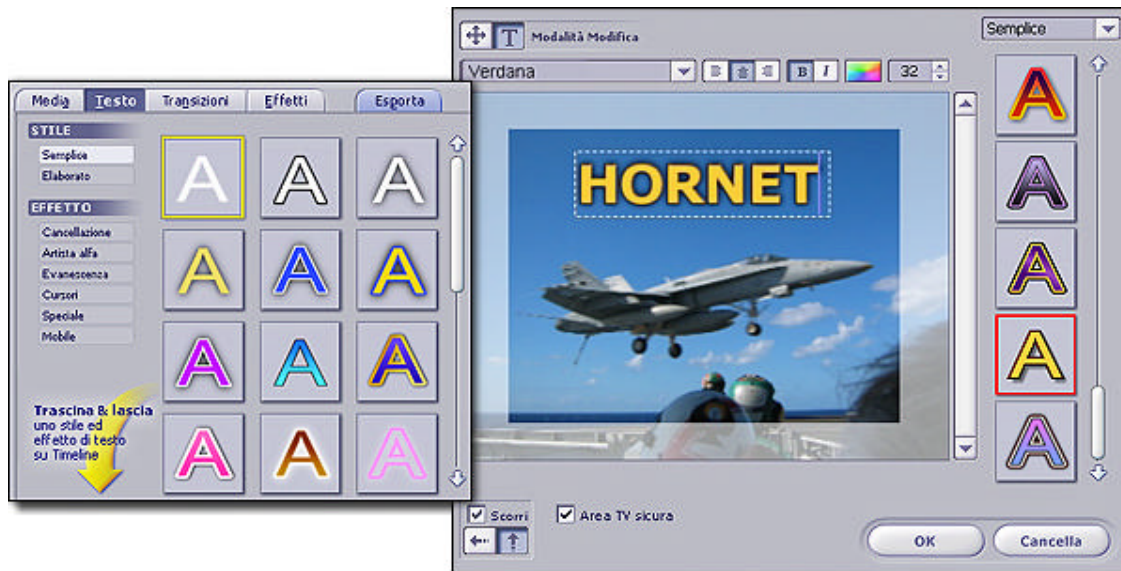 Media Testo Transizioni Effetti Esporta
STILE
Semplice
Elaborato
EFFETTO
Cancellazione
Artista alfa
Evanescenza
Cursori
Speciale
Mobile
Trascina & lascia
uno stile ed
effetto di testo
su Timeline
A A A
A A A
A A A
A A A
T Modalità Modifica
Verdana B I 32
HORNET
Semplice
A
A
A
A
A
Scorri Area TV sicura
OK Cancella